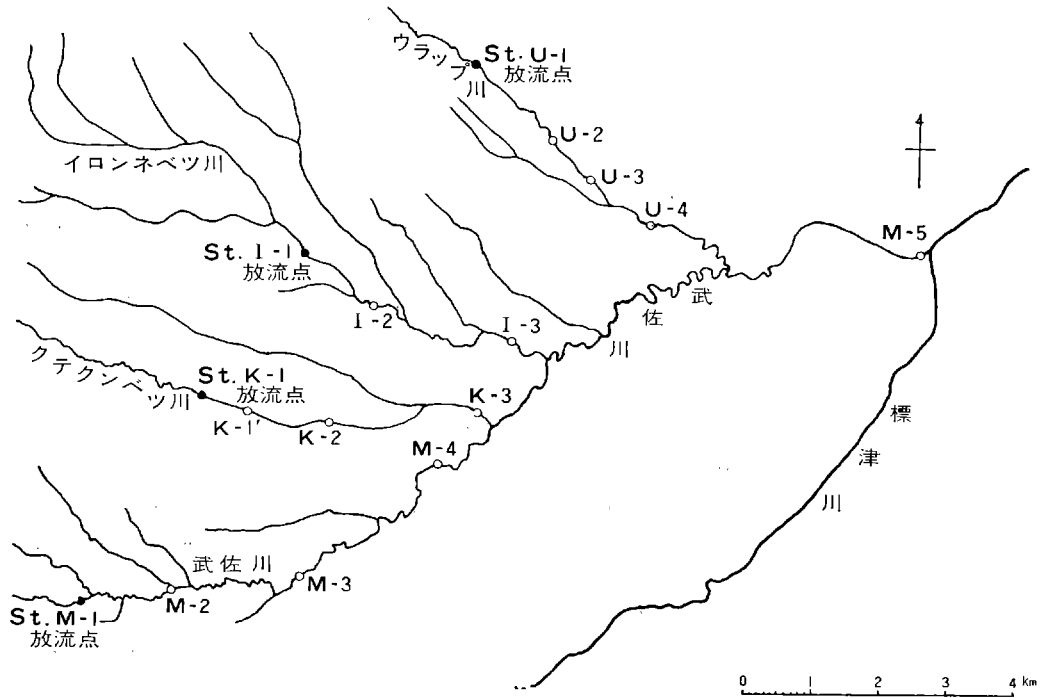 ウラップ川
St. U-1
放流点
U-2
U-3
U-4
4
M-5
イロンネベツ川
St. I-1
放流点
I-2
I-3
武佐川
クテクンベツ川
St. K-1
放流点
K-1'
K-2
K-3
M-4
標津川
武佐川
M-3
M-2
St. M-1
放流点
0 1 2 3 4 km